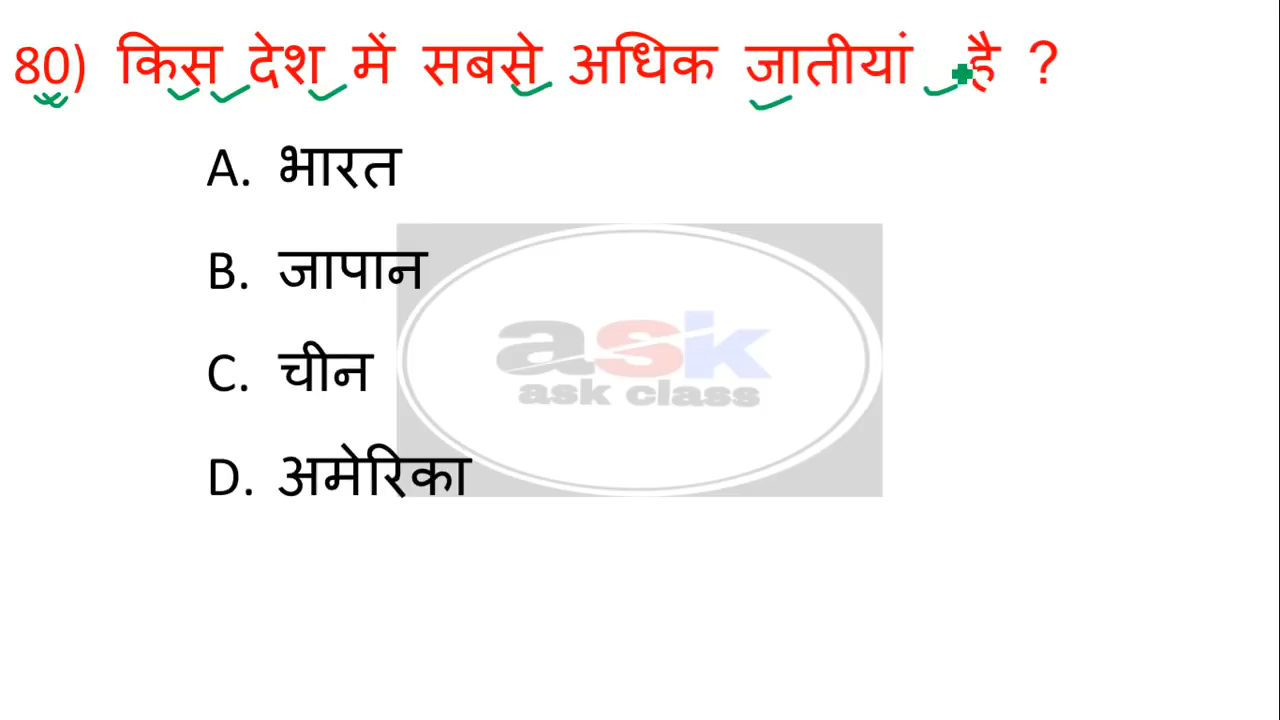 80) किस देश में सबसे अधिक जातीयां है ?
A. भारत
B. जापान
C. चीन
D. अमेरिका
ask
ask class